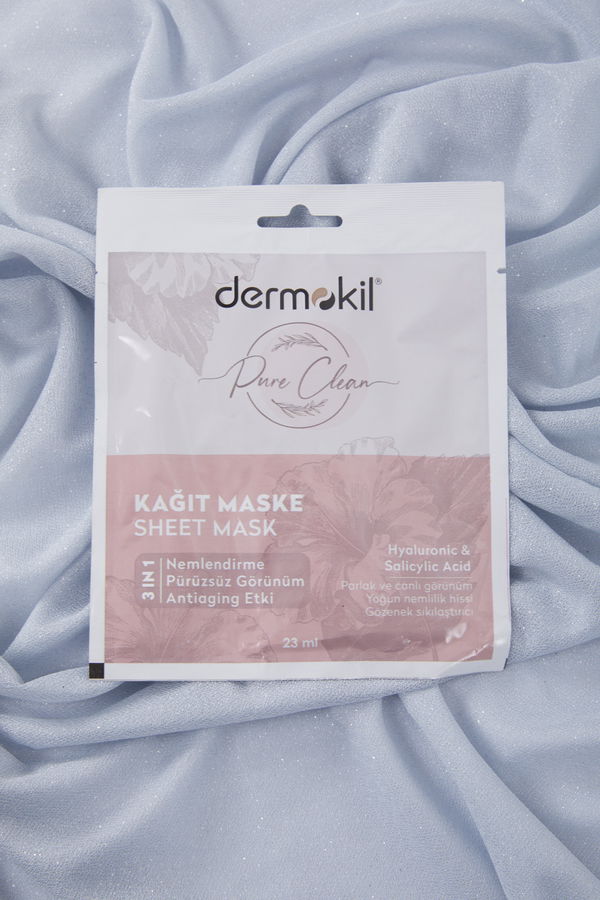 dermokil®
Pure Clean
KAĞIT MASKE
SHEET MASK
3 IN 1
Nemlendirme
Pürüzsüz Görünüm
Antiaging Etki
Hyaluronic &
Salicylic Acid
Parlak ve canlı görünüm
Yoğun nemlilik hissi
Gözenek sıkılaştırıcı
23 ml